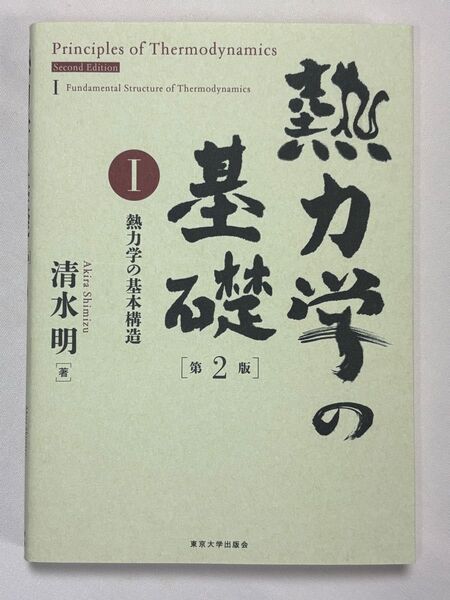 Principles of Thermodynamics
Second Edition
I Fundamental Structure of Thermodynamics
熱力学の
基礎
[第2版]
I
熱力学の基本構造
Akira Shimizu
清水明[著]
東京大学出版会